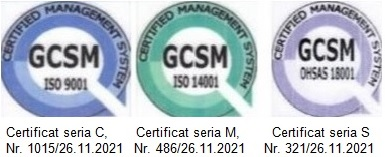 CERTIFIED MANAGEMENT SYSTEM
GCSM
ISO 9001
CERTIFIED MANAGEMENT SYSTEM
GCSM
ISO 14001
CERTIFIED MANAGEMENT SYSTEM
GCSM
OHSAS 18001
Certificat seria C,
Nr. 1015/26.11.2021
Certificat seria M,
Nr. 486/26.11.2021
Certificat seria S
Nr. 321/26.11.2021